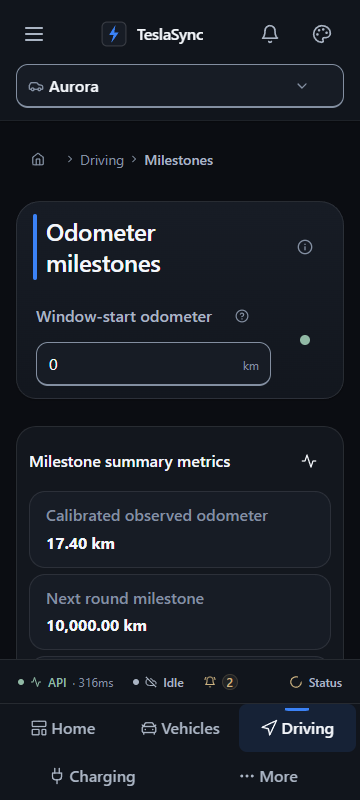 TeslaSync
Aurora
Driving
Milestones
Odometer
milestones
Window-start odometer
0 km
Milestone summary metrics
Calibrated observed odometer
17.40 km
Next round milestone
10,000.00 km
API · 316ms Idle 2 Status
Home Vehicles Driving
Charging More